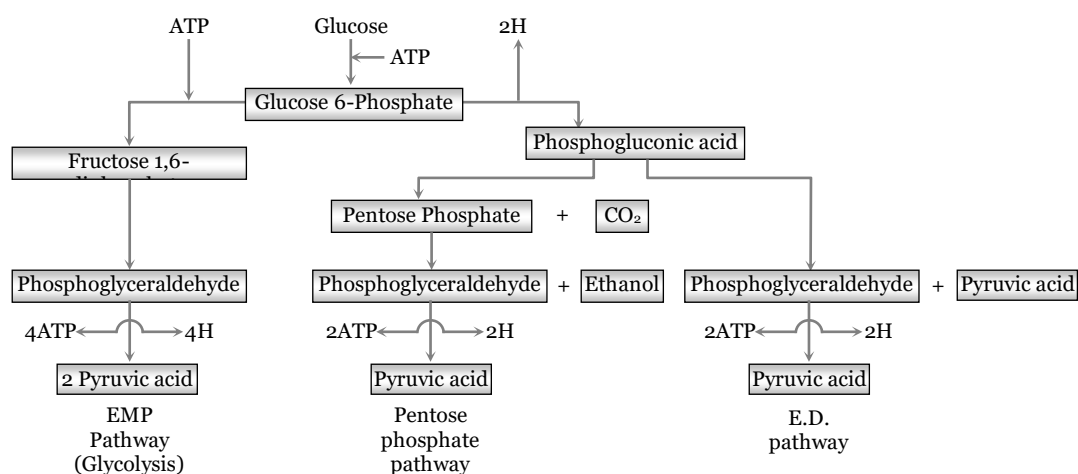 ATP
Glucose
2H
ATP
Glucose 6-Phosphate
Phosphogluconic acid
Fructose 1,6-
Pentose Phosphate + CO₂
Phosphoglyceraldehyde
Phosphoglyceraldehyde + Ethanol
Phosphoglyceraldehyde + Pyruvic acid
4ATP 4H
2ATP 2H
2ATP 2H
2 Pyruvic acid
Pyruvic acid
Pyruvic acid
EMP
Pathway
(Glycolysis)
Pentose
phosphate
pathway
E.D.
pathway